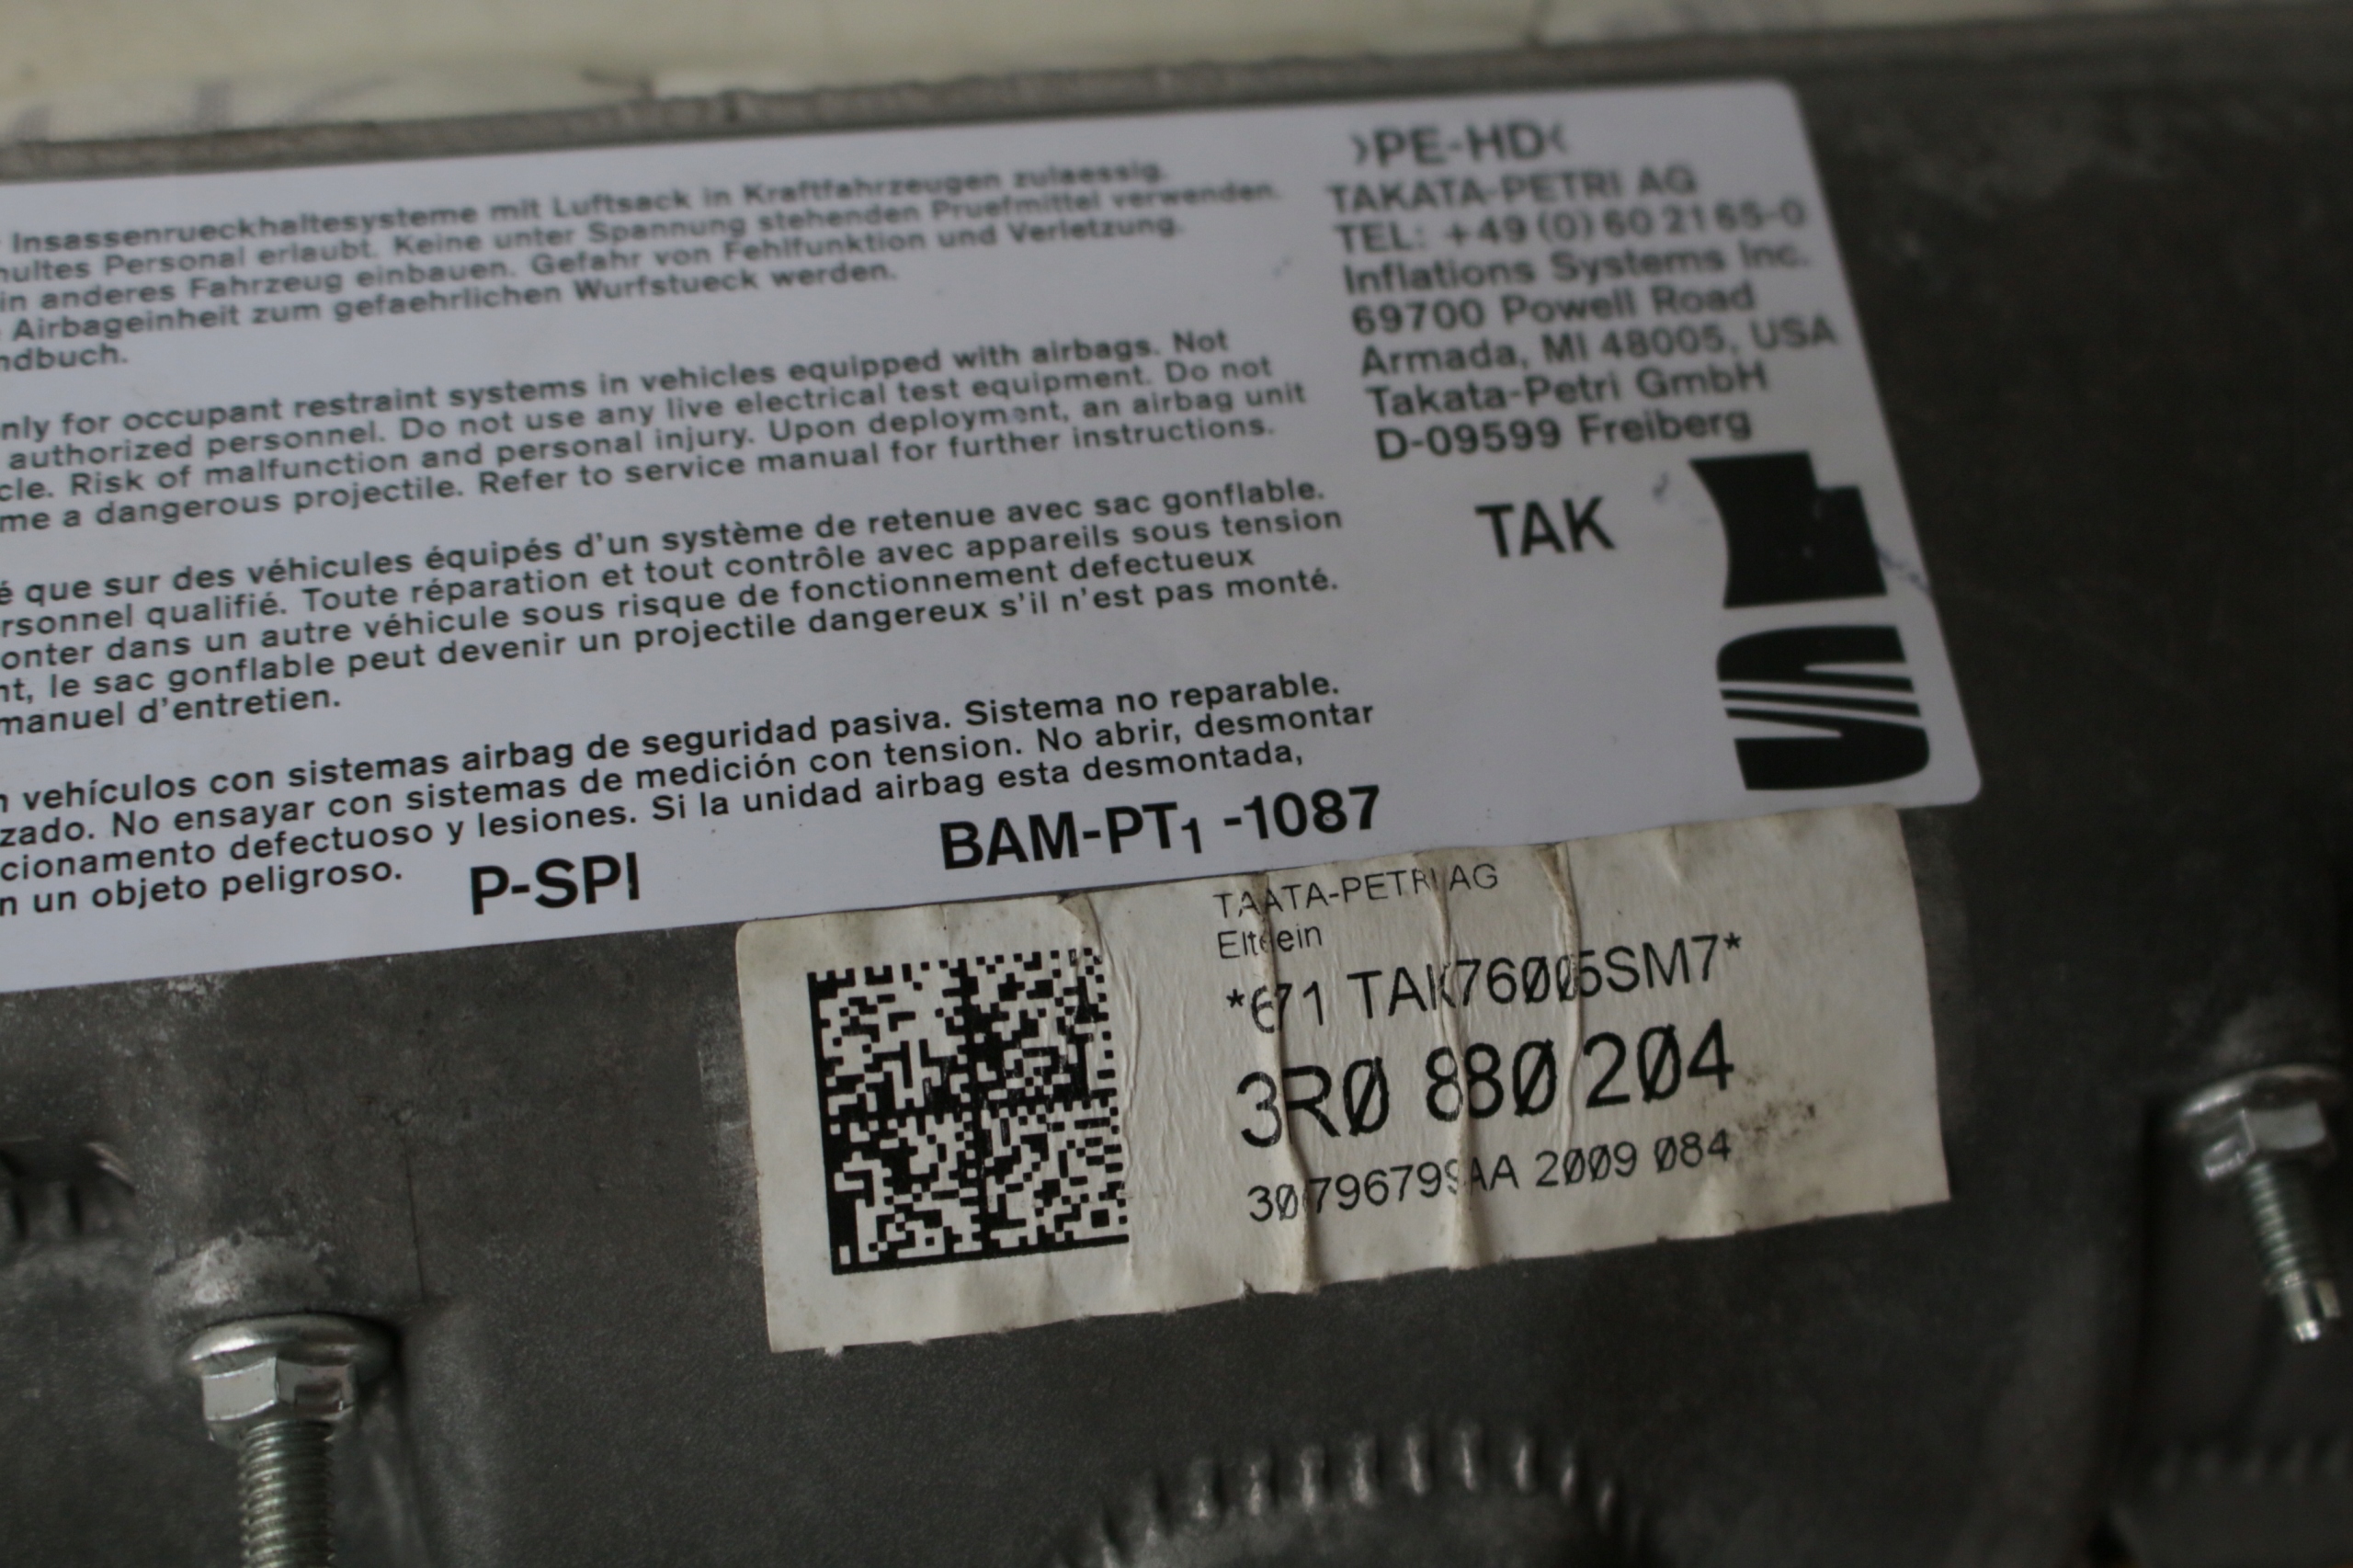 Insassenrueckhaltesysteme mit Luftsack in Kraftfahrzeugen zulaessig.
hultes Personal erlaubt. Keine unter Spannung stehenden Pruefmittel verwenden.
in anderes Fahrzeug einbauen. Gefahr von Fehlfunktion und Verletzung.
Airbageinheit zum gefaehrlichen Wurfstueck werden.
ndbuch.
nly for occupant restraint systems in vehicles equipped with airbags. Not
authorized personnel. Do not use any live electrical test equipment. Do not
cle. Risk of malfunction and personal injury. Upon deployment, an airbag unit
me a dangerous projectile. Refer to service manual for further instructions.
é que sur des véhicules équipés d'un système de retenue avec sac gonflable.
rsonnel qualifié. Toute réparation et tout contrôle avec appareils sous tension
onter dans un autre véhicule sous risque de fonctionnement defectueux
nt, le sac gonflable peut devenir un projectile dangereux s'il n'est pas monté.
manuel d'entretien.
n vehículos con sistemas airbag de seguridad pasiva. Sistema no reparable.
zado. No ensayar con sistemas de medición con tension. No abrir, desmontar
cionamento defectuoso y lesiones. Si la unidad airbag esta desmontada,
n un objeto peligroso.
P-SPI
BAM-PT1 -1087
>PE-HD<
TAKATA-PETRI AG
TEL: +49 (0) 60 21 65-0
Inflations Systems Inc.
69700 Powell Road
Armada, MI 48005, USA
Takata-Petri GmbH
D-09599 Freiberg
TAK
TAATA-PETRI AG
*671 TAK76005SM7*
3R0 880 204
30796799AA 2009 084